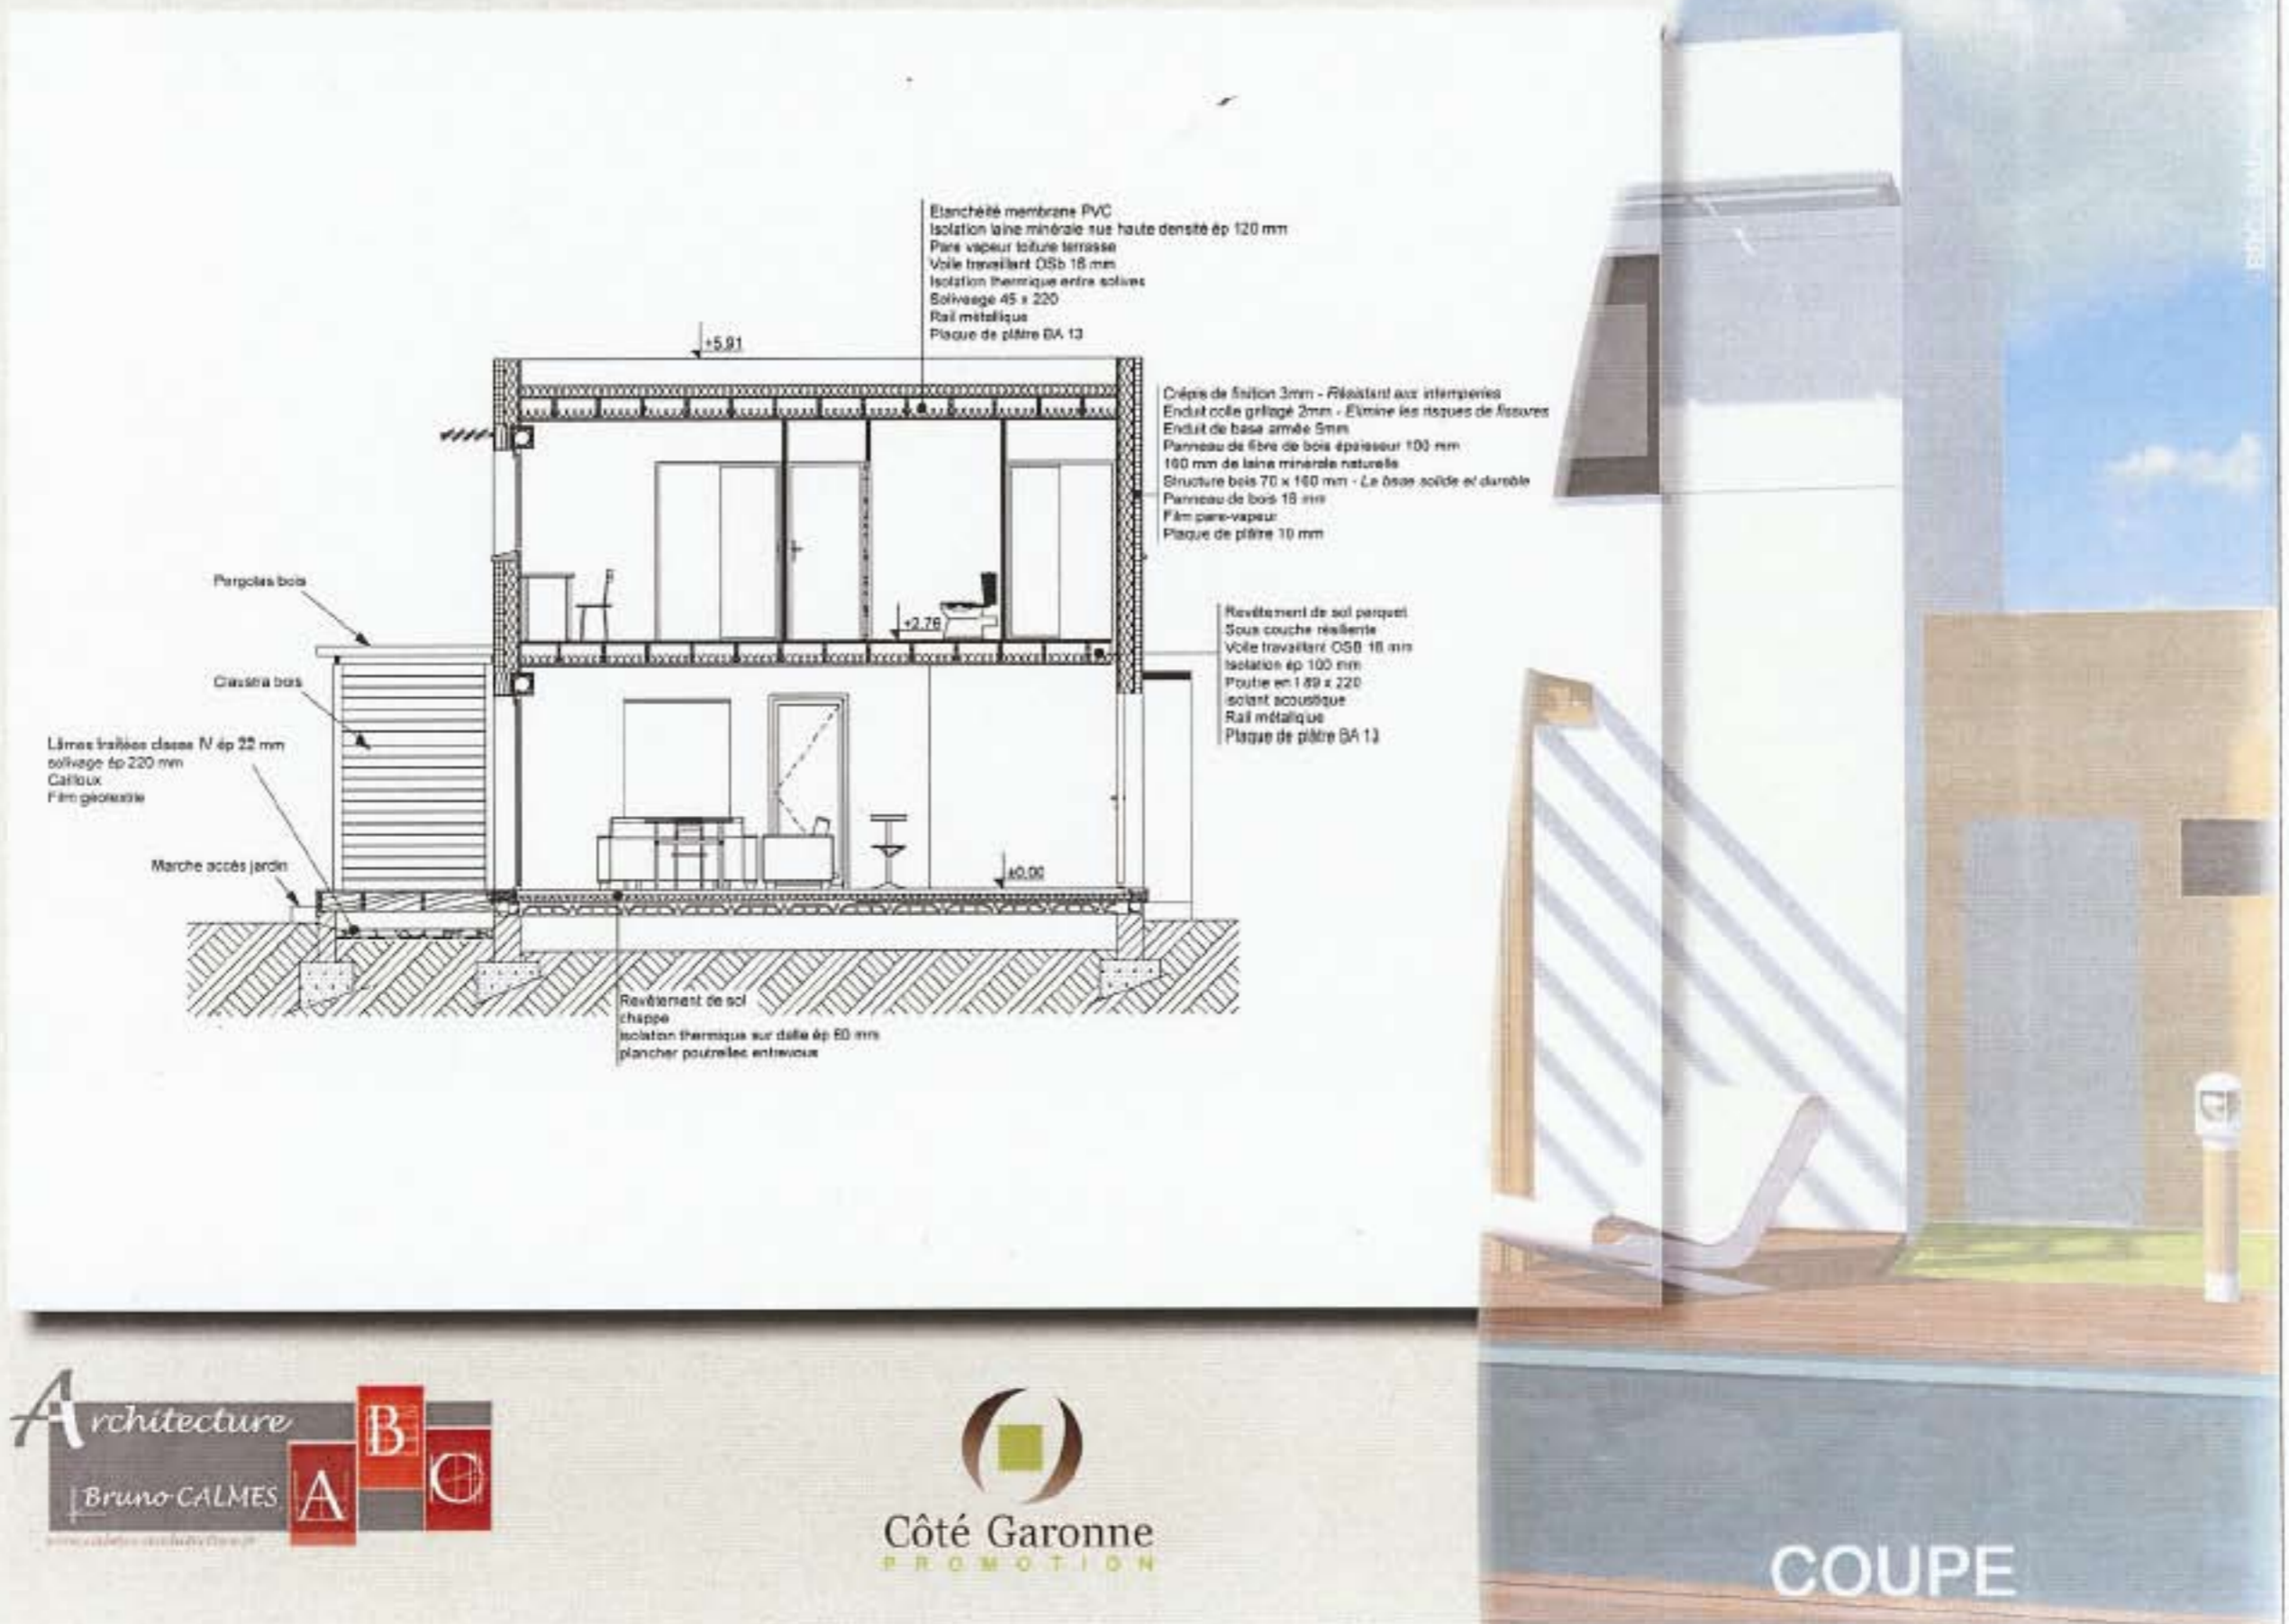 Etanchéité membrane PVC
Isolation laine minérale nue haute densité ép 120 mm
Pare vapeur toiture terrasse
Voile travaillant OSb 16 mm
Isolation thermique entre solives
Soliveage 45 x 220
Rail métallique
Plaque de plâtre BA 13
+5.91
Crépis de finition 3mm - Résistant aux intemperies
Enduit colle grillagé 2mm - Elimine les risques de fissures
Enduit de base armée 5mm
Panneau de fibre de bois épaisseur 100 mm
160 mm de laine minérale naturelle
Structure bois 70 x 160 mm - La base solide et durable
Panneau de bois 16 mm
Film pare-vapeur
Plaque de plâtre 10 mm
Pergolas bois
+2.76
Revêtement de sol parquet
Sous couche résiliente
Voile travaillant OSB 16 mm
Isolation ép 100 mm
Poutre en I 89 x 220
isolant acoustique
Rail métalique
Plaque de plâtre BA 13
Claustra bois
Lâmes traitées classe IV ép 22 mm
solivage ép 220 mm
Cailloux
Film géotextile
Marche accès jardin
±0.00
Revêtement de sol
chappe
isolation thermique sur dalle ép 60 mm
plancher poutrelles entrevous
Architecture
Bruno CALMES
A B C
Côté Garonne
PROMOTION
COUPE